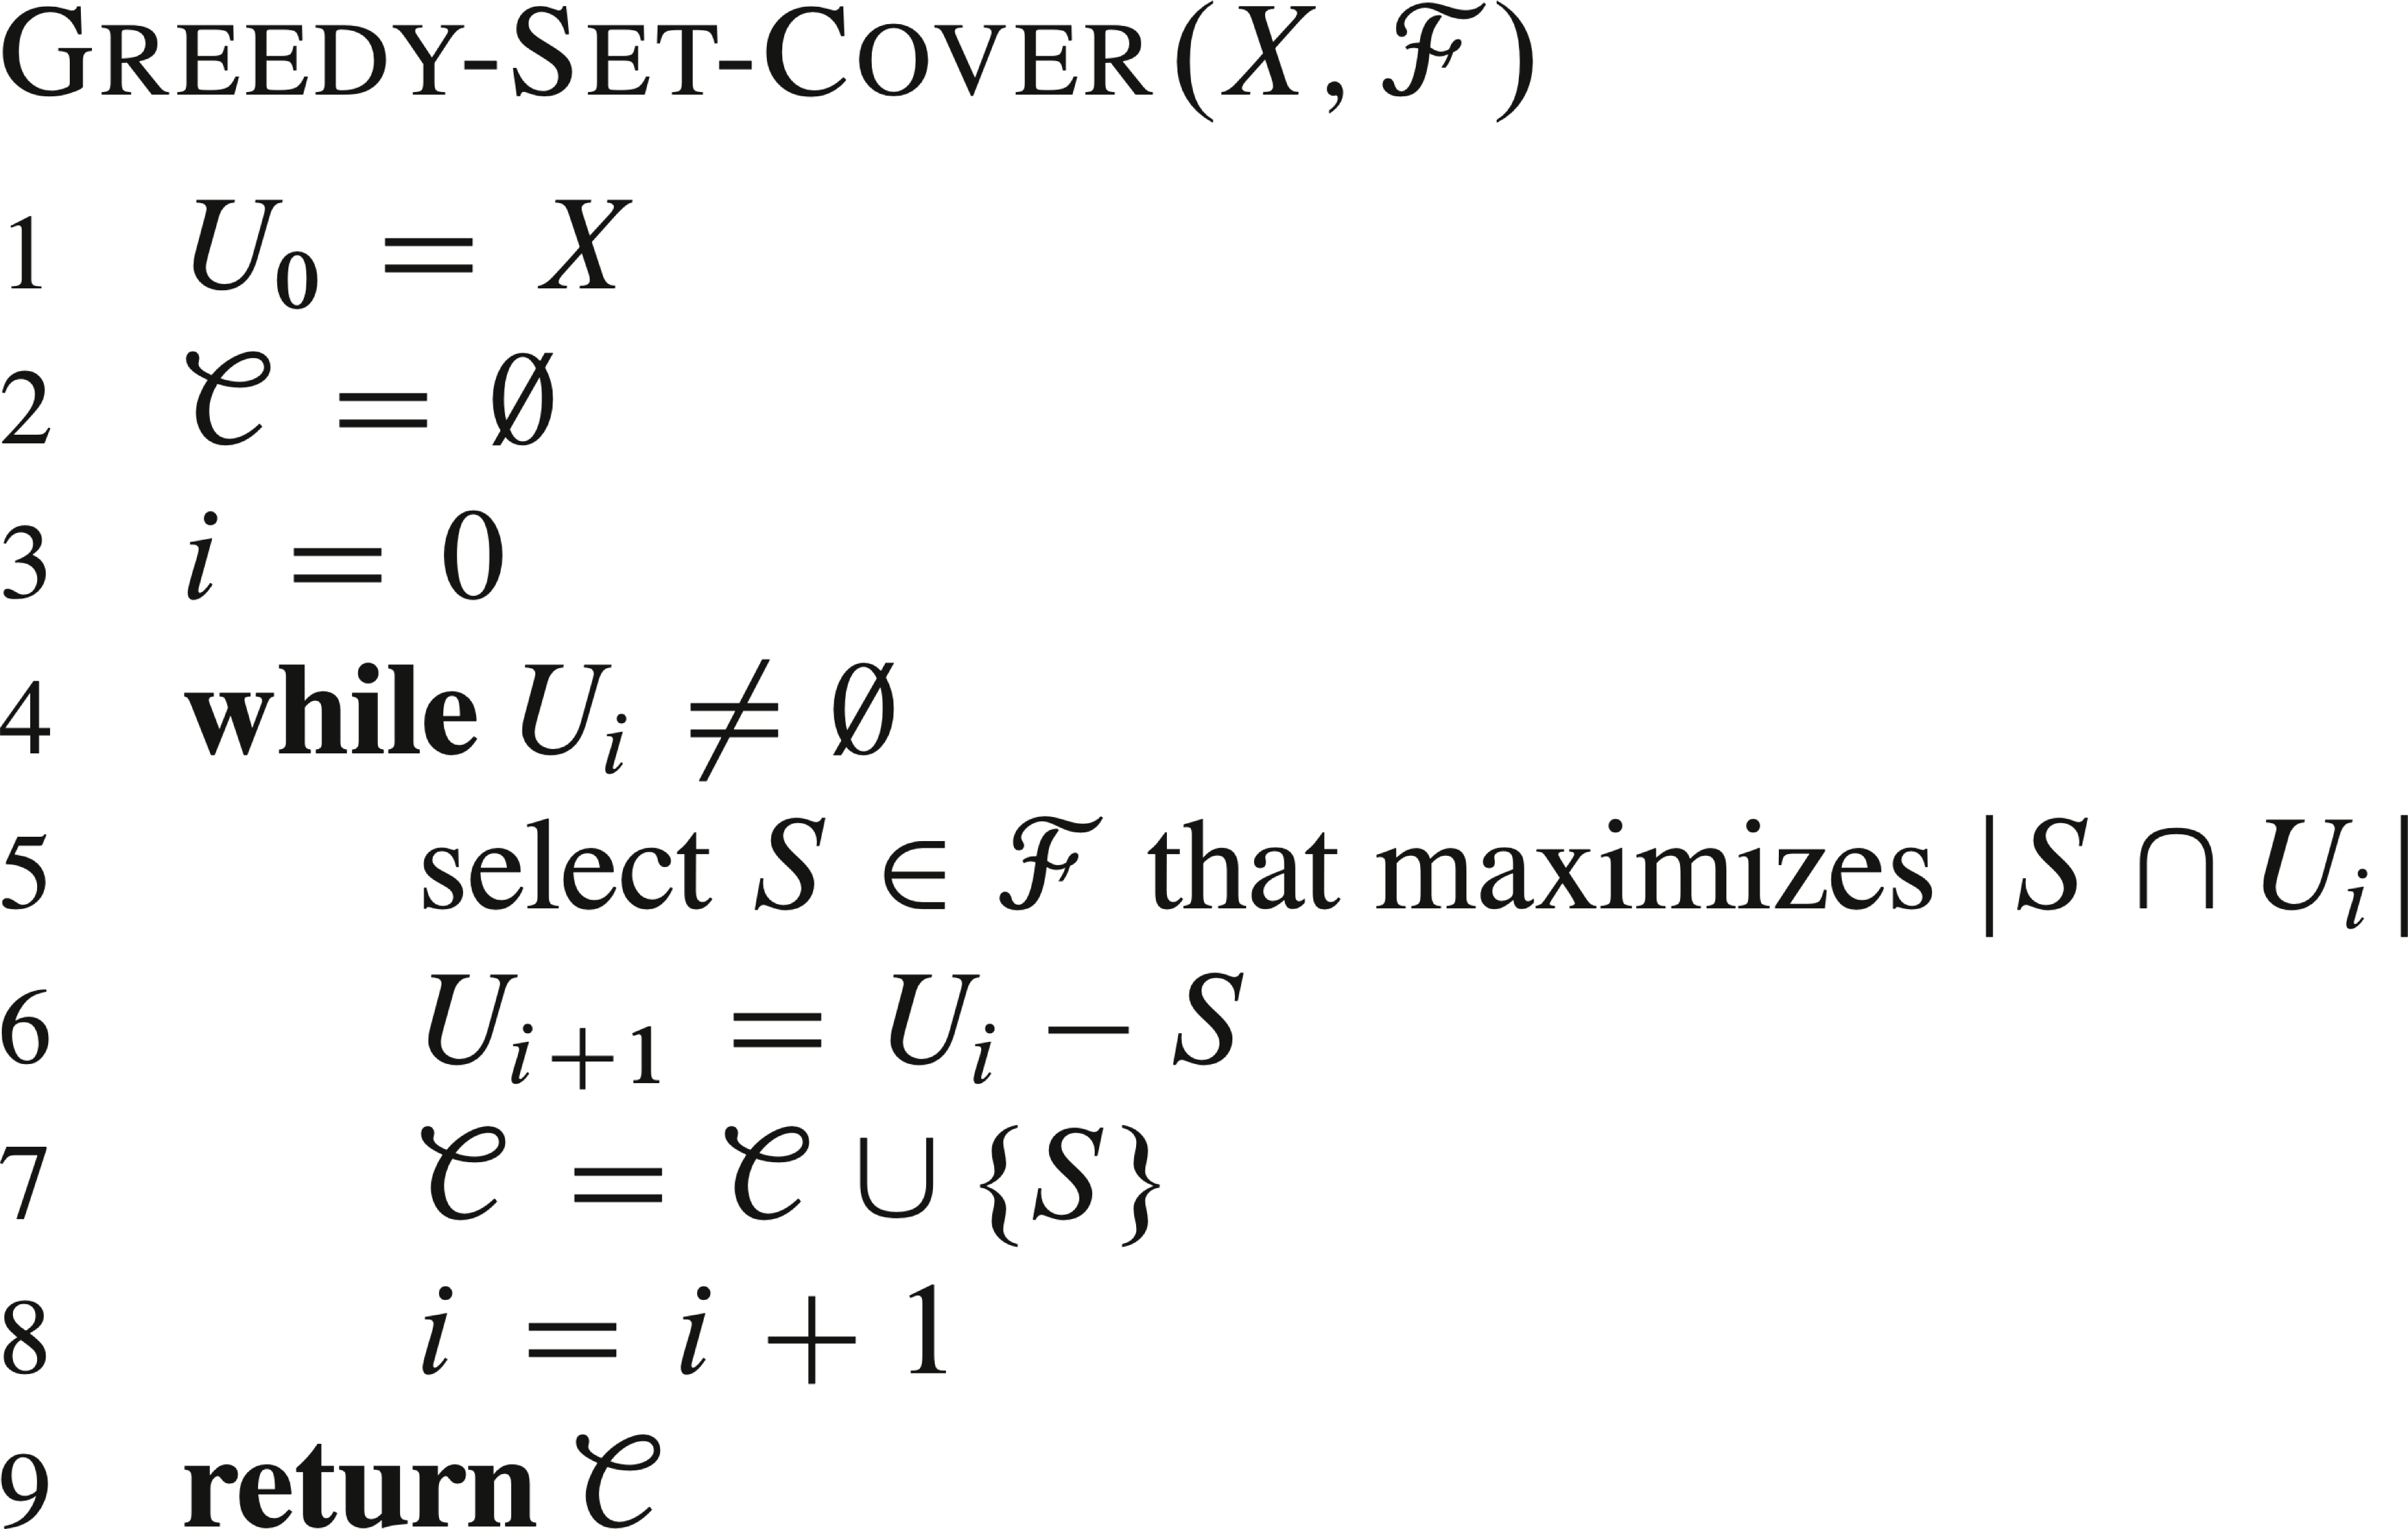 GREEDY-SET-COVER(X, ℱ)
1 U₀ = X
2 𝒞 = ∅
3 i = 0
4 while Uᵢ ≠ ∅
5 select S ∈ ℱ that maximizes |S ∩ Uᵢ|
6 Uᵢ₊₁ = Uᵢ − S
7 𝒞 = 𝒞 ∪ {S}
8 i = i + 1
9 return 𝒞